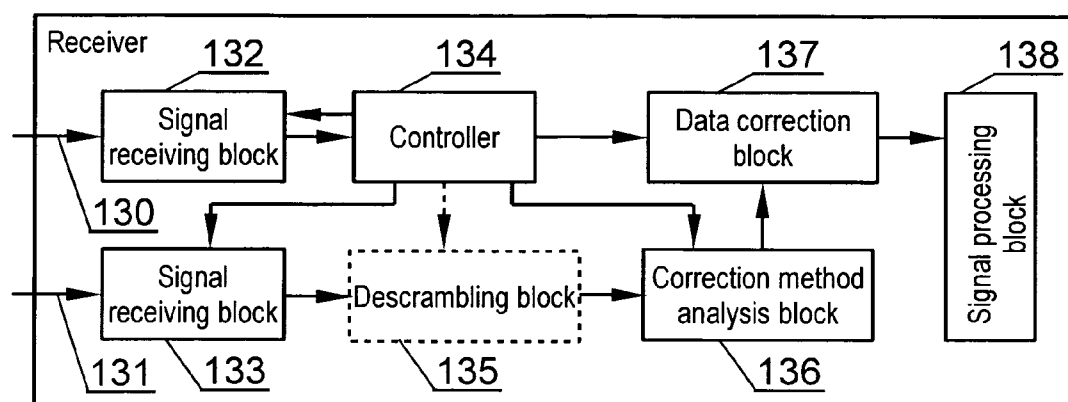 Receiver
132
134
137
138
Signal
receiving block
Controller
Data correction
block
Signal processing
block
130
Signal
receiving block
Descrambling block
Correction method
analysis block
131
133
135
136